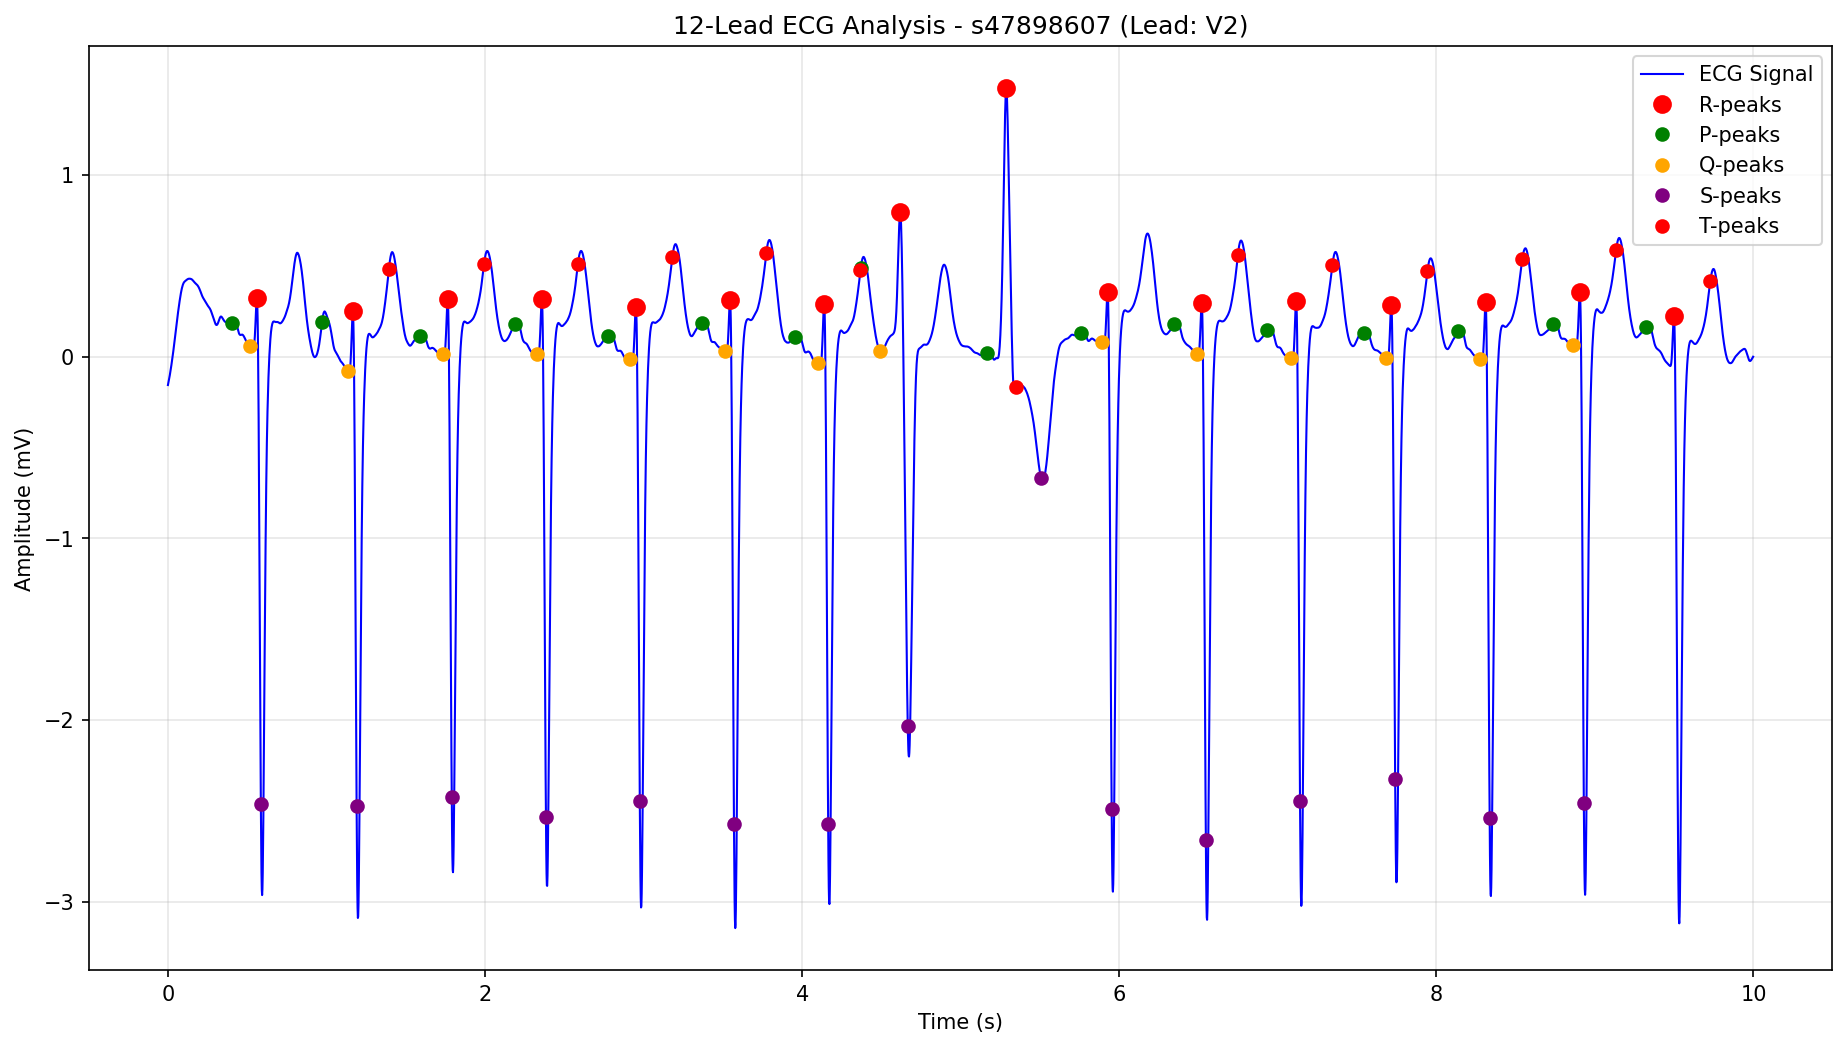 12-Lead ECG Analysis - s47898607 (Lead: V2)
ECG Signal
R-peaks
P-peaks
Q-peaks
S-peaks
T-peaks
1
0
−1
−2
−3
Amplitude (mV)
0
2
4
6
8
10
Time (s)